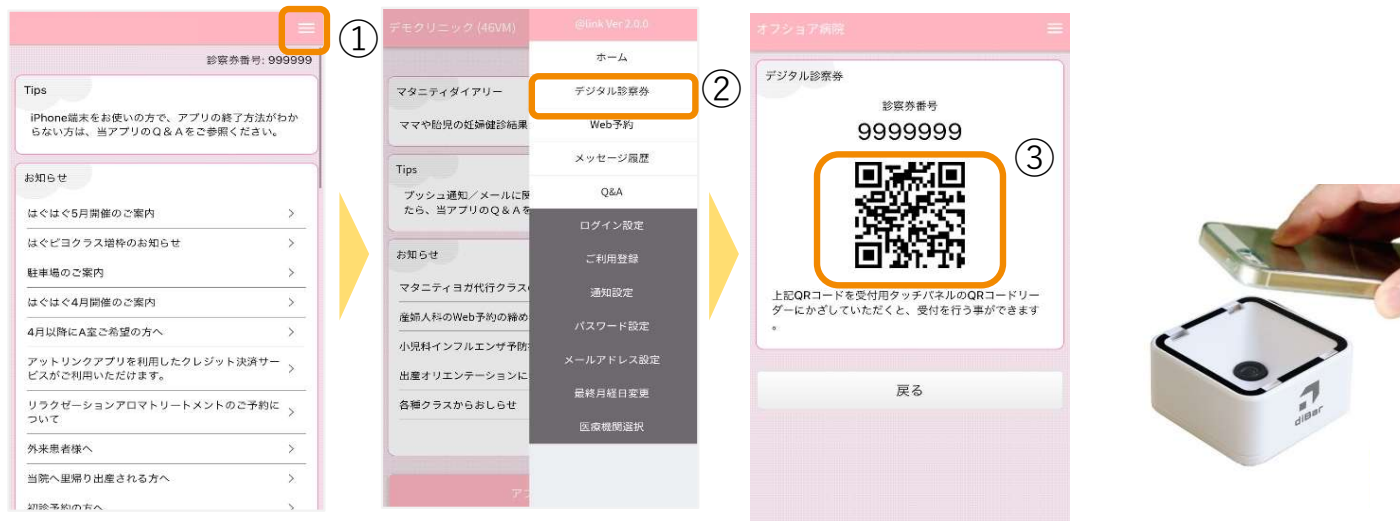 ①
診察券番号: 999999
Tips
iPhone端末をお使いの方で、アプリの終了方法がわか
らない方は、当アプリのQ&Aをご参照ください。
お知らせ
はぐはぐ5月開催のご案内
はぐピヨクラス増枠のお知らせ
駐車場のご案内
はぐはぐ4月開催のご案内
4月以降にA室ご希望の方へ
アットリンクアプリを利用したクレジット決済サー
ビスがご利用いただけます。
リラクゼーションアロマトリートメントのご予約に
ついて
外来患者様へ
当院へ里帰り出産される方へ
初診予約の方へ
デモクリニック (46VM)
マタニティダイアリー
ママや胎児の妊婦健診結果
Tips
プッシュ通知/メールに
たら、当アプリのQ&Aを
お知らせ
マタニティヨガ代行クラス
産婦人科のWeb予約の締め
小児科インフルエンザ予防
出産オリエンテーションに
各種クラスからおしらせ
ア
@link Ver 2.0.0
ホーム
デジタル診察券
②
Web予約
メッセージ履歴
Q&A
ログイン設定
ご利用登録
通知設定
パスワード設定
メールアドレス設定
最終月経日変更
医療機関選択
オフショア病院
デジタル診察券
診察券番号
9999999
③
上記QRコードを受付用タッチパネルのQRコードリー
ダーにかざしていただくと、受付を行う事ができます
。
戻る
diBar